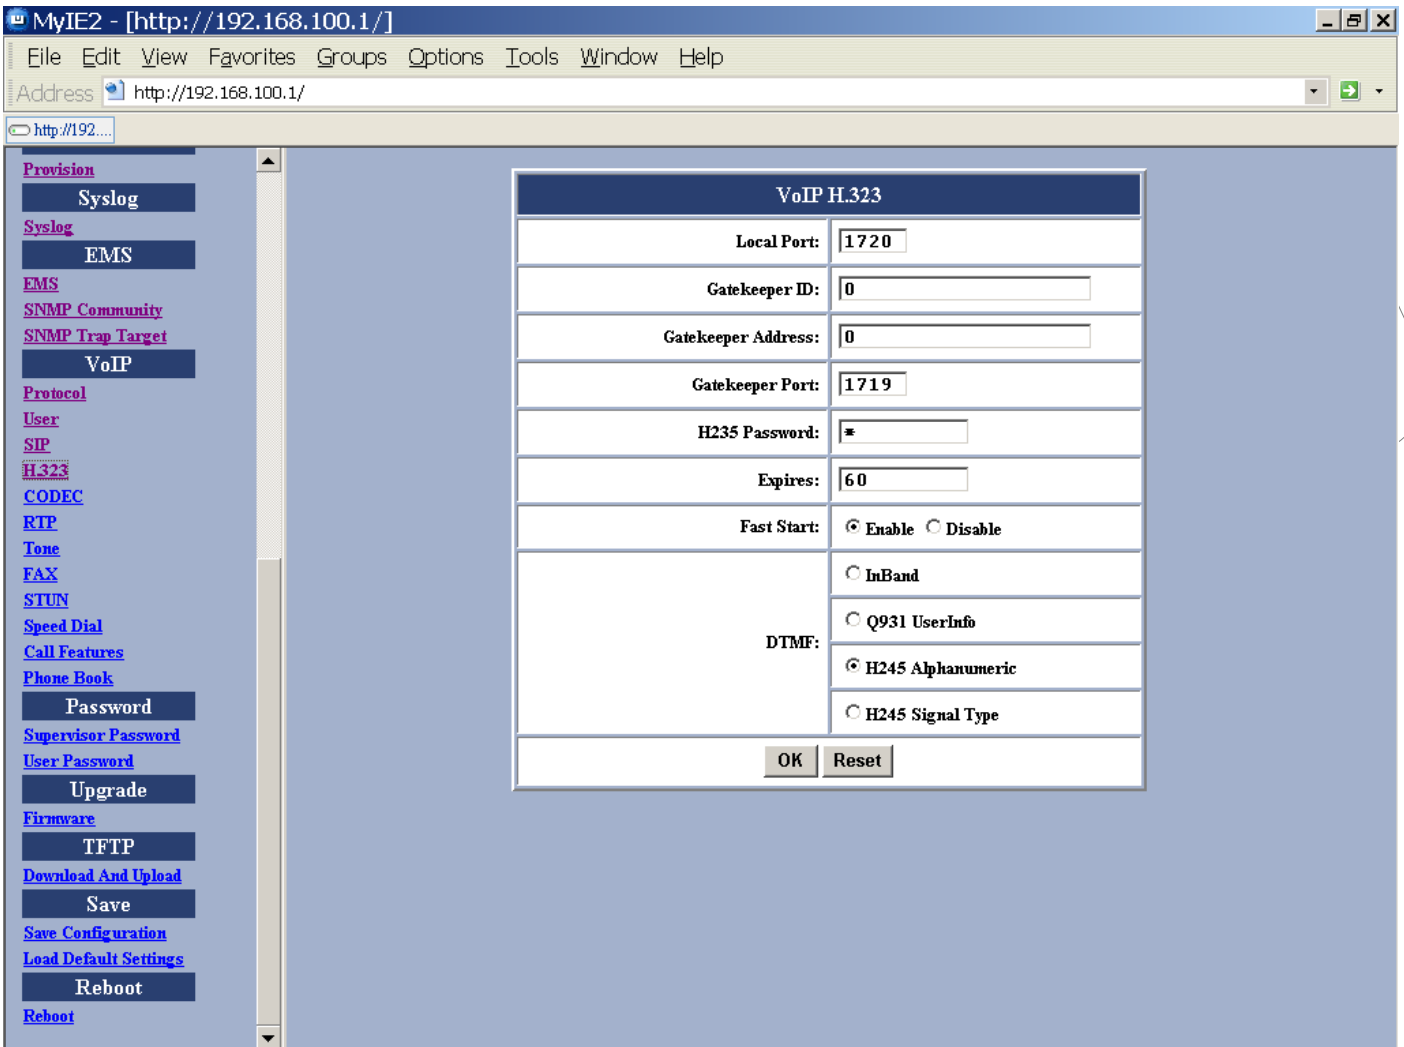 MyIE2 - [http://192.168.100.1/]
File Edit View Favorites Groups Options Tools Window Help
Address http://192.168.100.1/
http://192....
Provision
Syslog
Syslog
EMS
EMS
SNMP Community
SNMP Trap Target
VoIP
Protocol
User
SIP
H.323
CODEC
RTP
Tone
FAX
STUN
Speed Dial
Call Features
Phone Book
Password
Supervisor Password
User Password
Upgrade
Firmware
TFTP
Download And Upload
Save
Save Configuration
Load Default Settings
Reboot
Reboot
VoIP H.323
Local Port: 1720
Gatekeeper ID: 0
Gatekeeper Address: 0
Gatekeeper Port: 1719
H235 Password: *
Expires: 60
Fast Start: Enable Disable
DTMF:
InBand
Q931 UserInfo
H245 Alphanumeric
H245 Signal Type
OK Reset